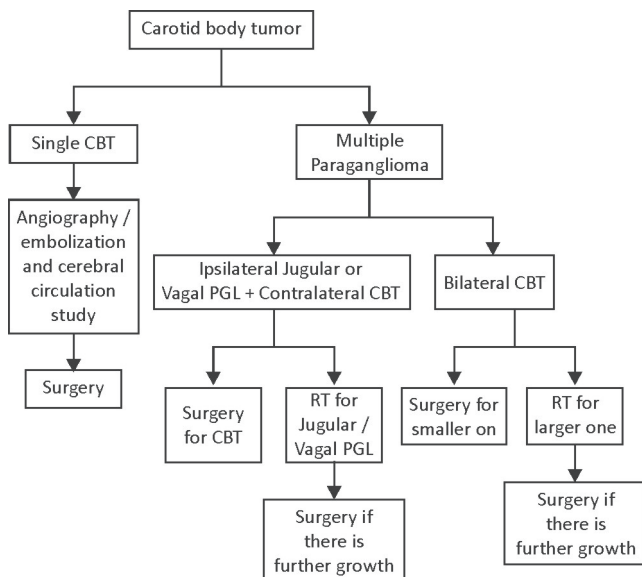 Carotid body tumor
Single CBT
Multiple
Paraganglioma
Angiography /
embolization
and cerebral
circulation
study
Ipsilateral Jugular or
Vagal PGL + Contralateral CBT
Bilateral CBT
Surgery
Surgery
for CBT
RT for
Jugular /
Vagal PGL
Surgery for
smaller on
RT for
larger one
Surgery if
there is
further growth
Surgery if
there is
further growth